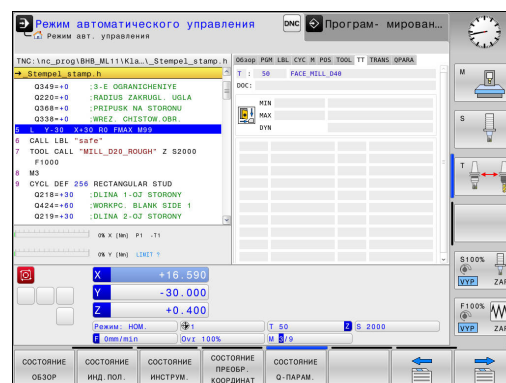 Режим автоматического управления
Режим авт. управления
DNC
Програм- мирован...
TNC:\nc_prog\BHB_ML11\Kla…\_Stempel_stamp.h
→_Stempel_stamp.h
Q349=+0 ;3-E OGRANICHENIYE
Q220=+0 ;RADIUS ZAKRUGL. UGLA
Q368=+0 ;PRIPUSK NA STORONU
Q338=+0 ;WREZ. CHISTOW.OBR.
5 L Y-30 X+30 R0 FMAX M99
6 CALL LBL "safe"
7 TOOL CALL "MILL_D20_ROUGH" Z S2000
F1000
8 M3
9 CYCL DEF 256 RECTANGULAR STUD
Q218=+30 ;DLINA 1-OJ STORONY
Q424=+60 ;WORKPC. BLANK SIDE 1
Q219=+30 ;DLINA 2-OJ STORONY
0% X [Nm] P1 -T1
0% Y [Nm] LIMIT ?
Обзор PGM LBL CYC M POS TOOL TT TRANS QPARA
T : 50 FACE_MILL_D40
DOC:
MIN
MAX
DYN
X +16.590
Y -30.000
Z +0.400
Режим: НОМ. 1 T 50 Z S 2000
F 0mm/min Ovr 100% M 3/9
M
S
T
S100%
ВЫР ZAP
F100%
ВЫР ZAP
СОСТОЯНИЕ ОБЗОР
СОСТОЯНИЕ ИНД.ПОЛ.
СОСТОЯНИЕ ИНСТРУМ.
СОСТОЯНИЕ ПРЕОБР. КООРДИНАТ
СОСТОЯНИЕ Q-ПАРАМ.